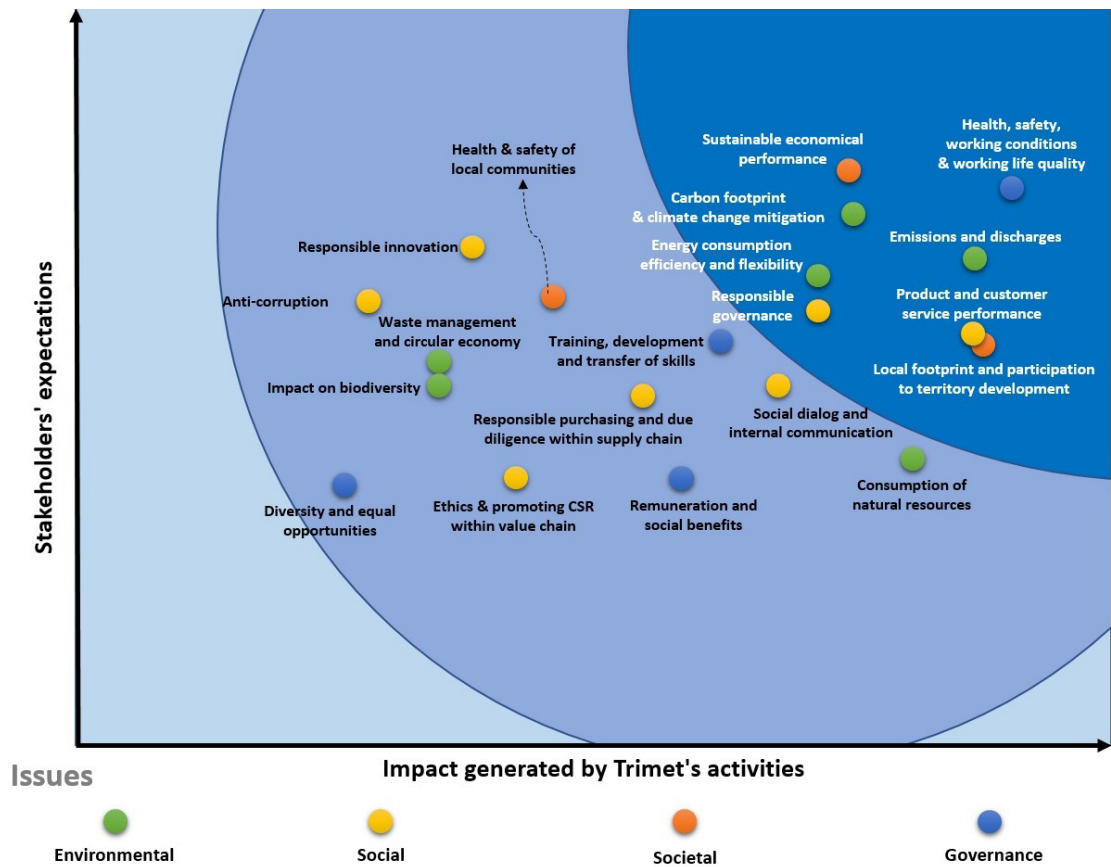 Health, safety,
working conditions
& working life quality
Sustainable economical
performance
Health & safety of
local communities
Carbon footprint
& climate change mitigation
Emissions and discharges
Responsible innovation
Energy consumption
efficiency and flexibility
Anti-corruption
Responsible
governance
Product and customer
service performance
Waste management
and circular economy
Training, development
and transfer of skills
Local footprint and participation
to territory development
Impact on biodiversity
Responsible purchasing and due
diligence within supply chain
Social dialog and
internal communication
Consumption of
natural resources
Diversity and equal
opportunities
Ethics & promoting CSR
within value chain
Remuneration and
social benefits
Stakeholders' expectations
Impact generated by Trimet's activities
Issues
Environmental
Social
Societal
Governance